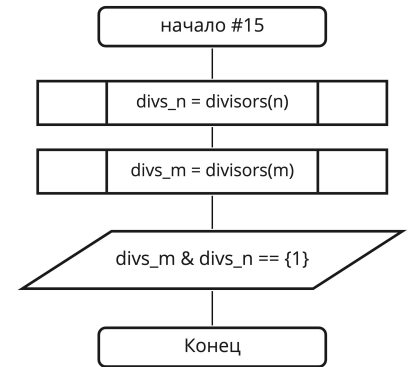 начало #15
divs_n = divisors(n)
divs_m = divisors(m)
divs_m & divs_n == {1}
Конец